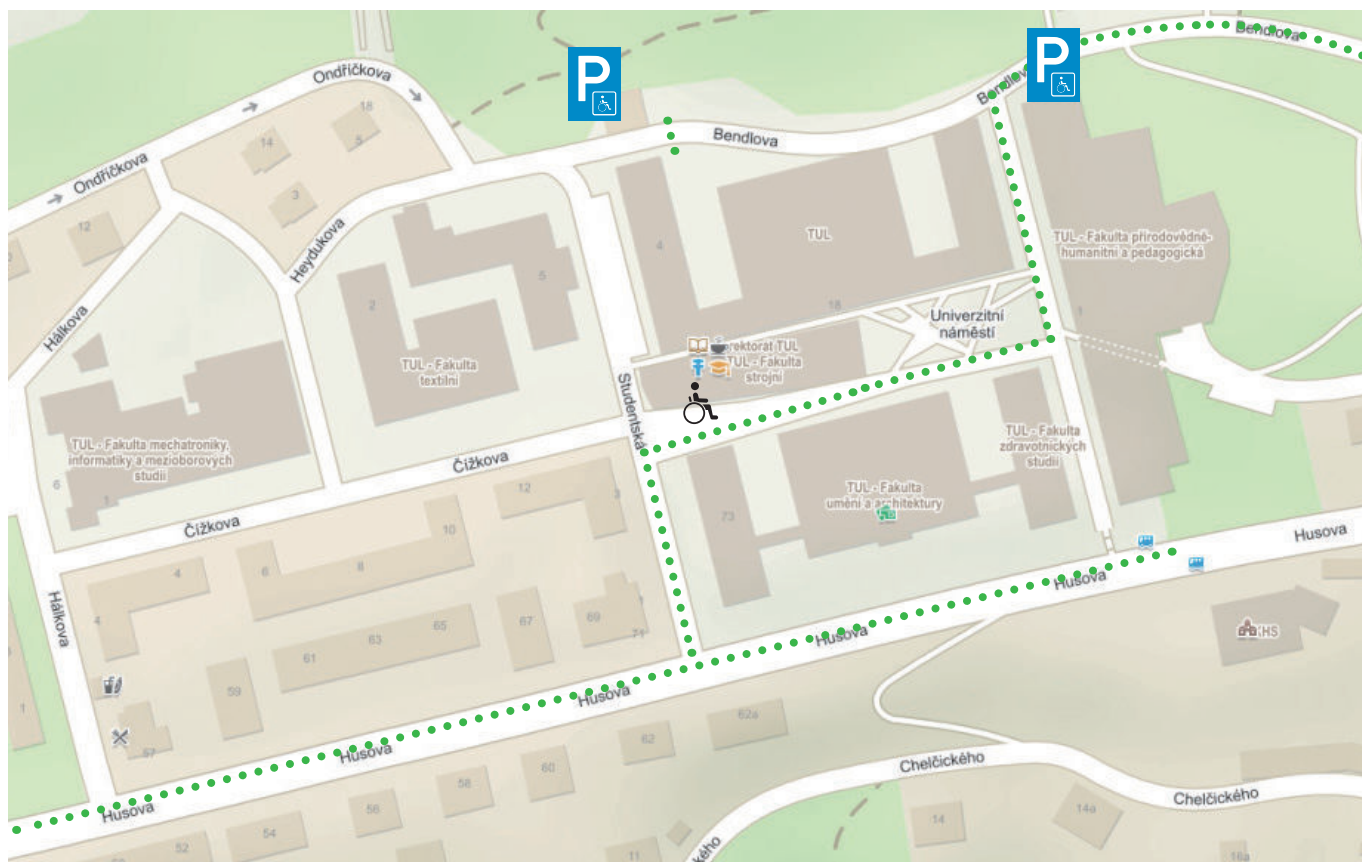 Ondříčkova
P
P
Bendlova
18
14
5
Bendlova
Bendlova
Ondříčkova
3
12
Heydukova
Hálkova
2
5
4
TUL
TUL - Fakulta přírodovědně-
humanitní a pedagogická
18
1
Univerzitní
náměstí
rektorát TUL
TUL - Fakulta
strojní
TUL - Fakulta
textilní
Studentská
TUL - Fakulta mechatroniky,
informatiky a mezioborových
studií
6
1
Čížkova
Čížkova
TUL - Fakulta
zdravotnických
studií
TUL - Fakulta
umění a architektury
73
12
3
10
8
6
4
4
Hálkova
Husova
Husova
Husova
Husova
Husova
Husova
KHS
67
69
71
1
65
63
61
59
57
1
62a
62
60
58
56
54
52
Chelčického
Chelčického
14
14a
16a
11